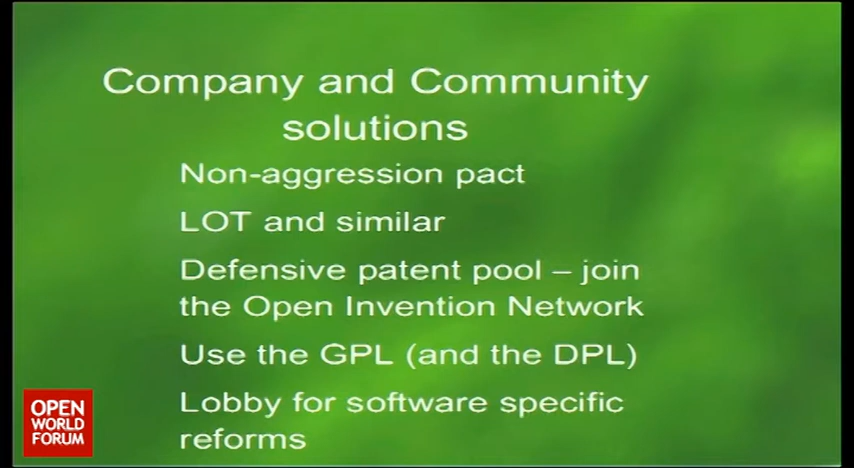 Company and Community
solutions
Non-aggression pact
LOT and similar
Defensive patent pool – join
the Open Invention Network
Use the GPL (and the DPL)
Lobby for software specific
reforms
OPEN
WORLD
FORUM